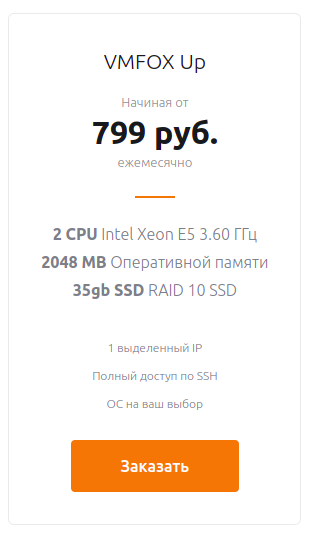 VMFOX Up
Начиная от
799 руб.
ежемесячно
2 CPU Intel Xeon E5 3.60 ГГц
2048 MB Оперативной памяти
35gb SSD RAID 10 SSD
1 выделенный IP
Полный доступ по SSH
ОС на ваш выбор
Заказать